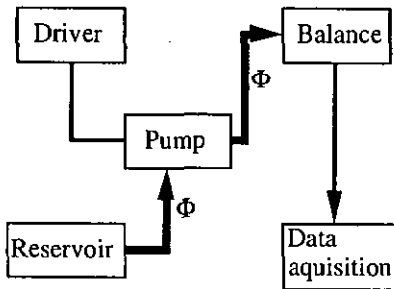 Driver
Balance
Φ
Pump
Φ
Reservoir
Data
aquisition